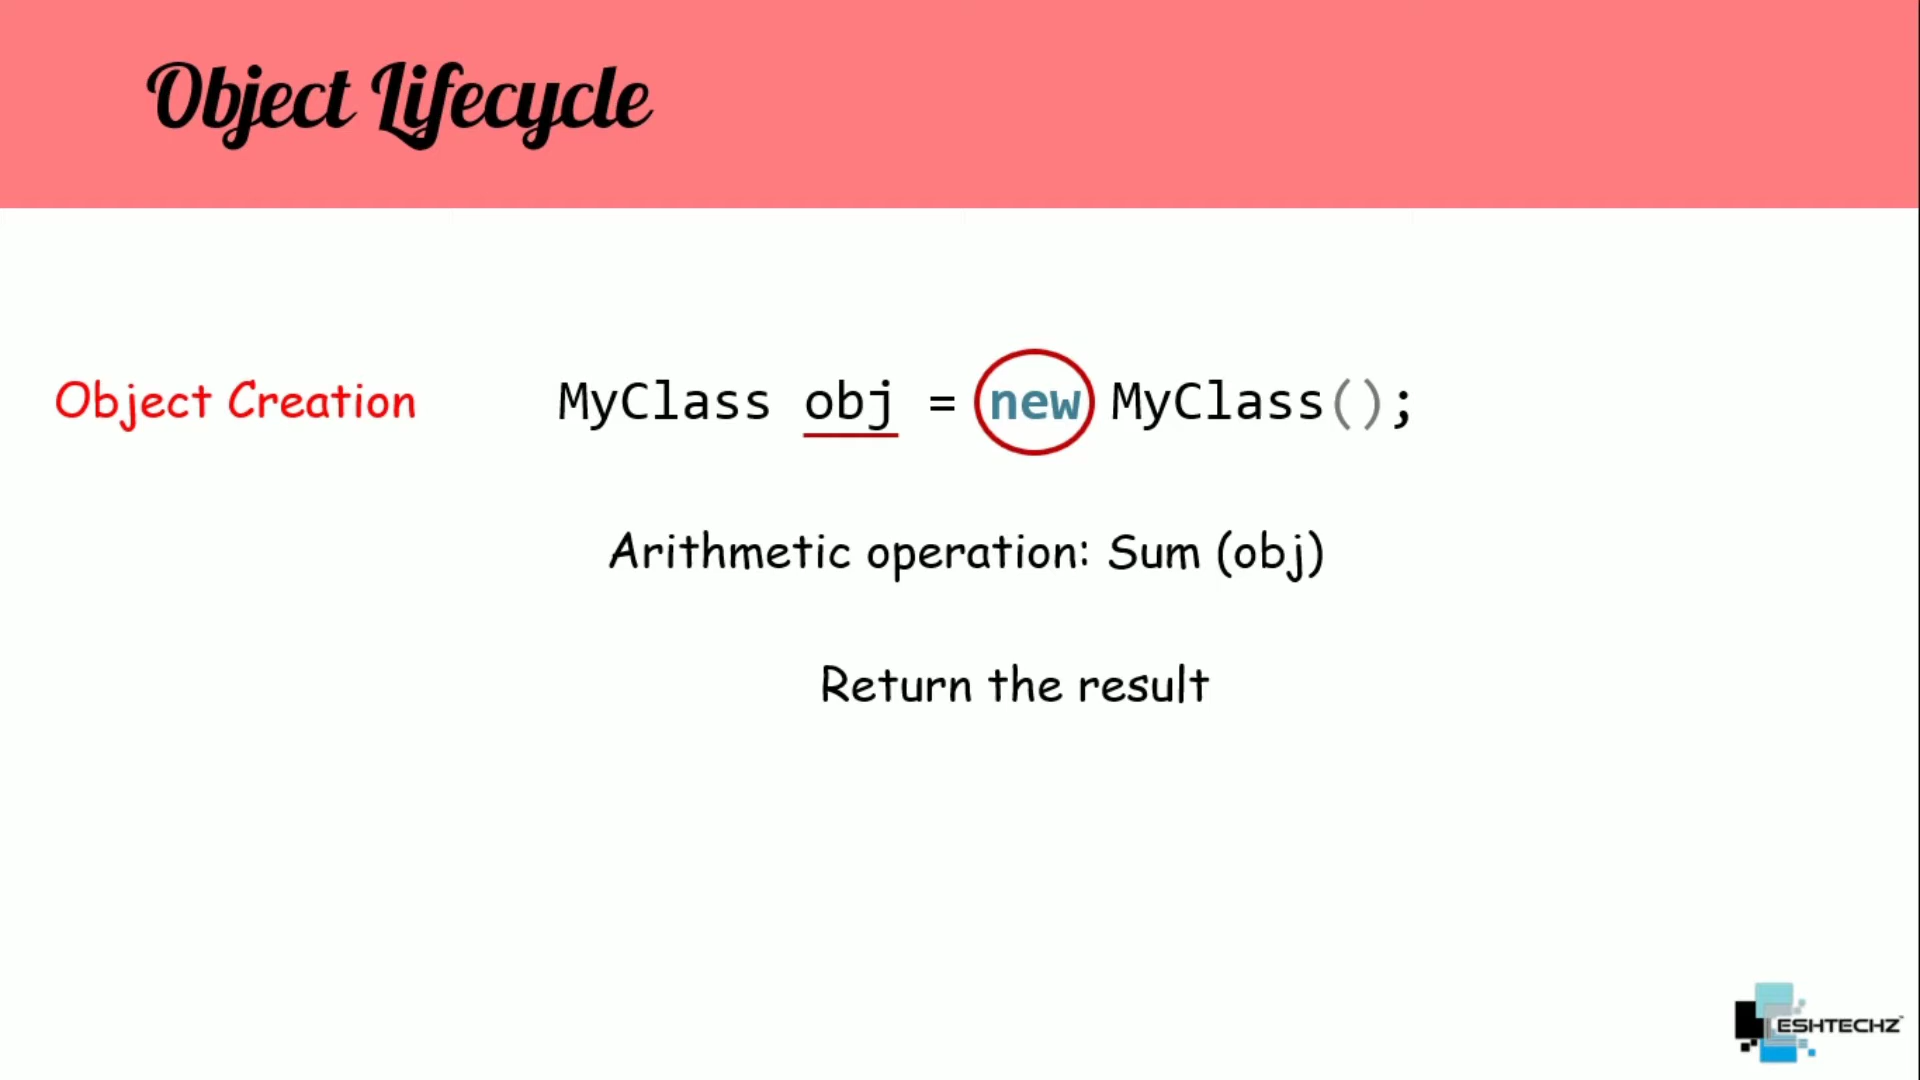 Object Lifecycle
Object Creation
MyClass obj = new MyClass();
Arithmetic operation: Sum (obj)
Return the result
ESHTECHZ